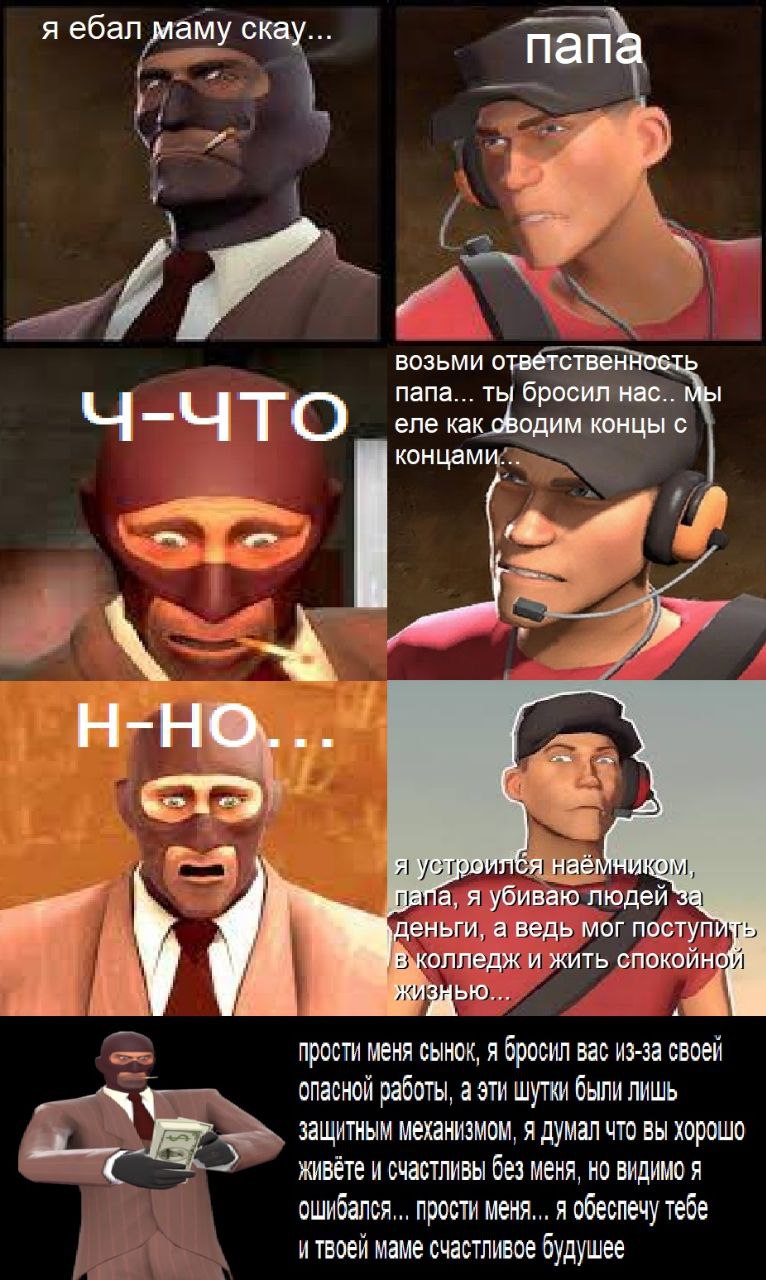 я ебал маму скау...
папа
ч-что
возьми ответственность
папа... ты бросил нас.. мы
еле как сводим концы с
концами...
н-но...
я устроился наёмником,
папа, я убиваю людей за
деньги, а ведь мог поступить
в колледж и жить спокойной
жизнью...
прости меня сынок, я бросил вас из-за своей
опасной работы, а эти шутки были лишь
защитным механизмом, я думал что вы хорошо
живёте и счастливы без меня, но видимо я
ошибался... прости меня... я обеспечу тебе
и твоей маме счастливое будушее